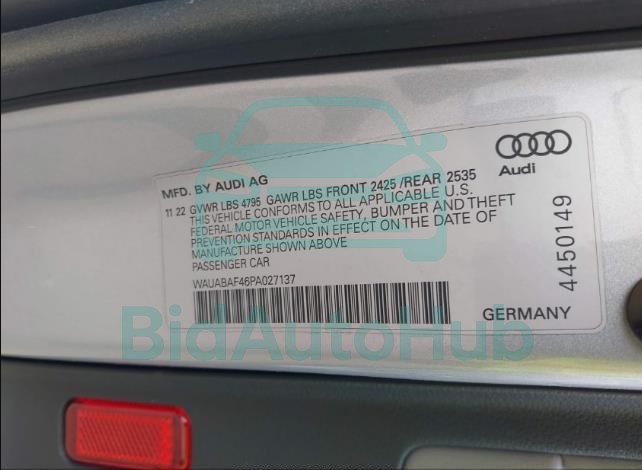 MFD. BY AUDI AG
Audi
11 22 GVWR LBS 4795 GAWR LBS FRONT 2425 /REAR 2535
THIS VEHICLE CONFORMS TO ALL APPLICABLE U.S.
FEDERAL MOTOR VEHICLE SAFETY, BUMPER AND THEFT
PREVENTION STANDARDS IN EFFECT ON THE DATE OF
MANUFACTURE SHOWN ABOVE
PASSENGER CAR
WAUABAF46PA027137
4450149
GERMANY
BidAutoHub